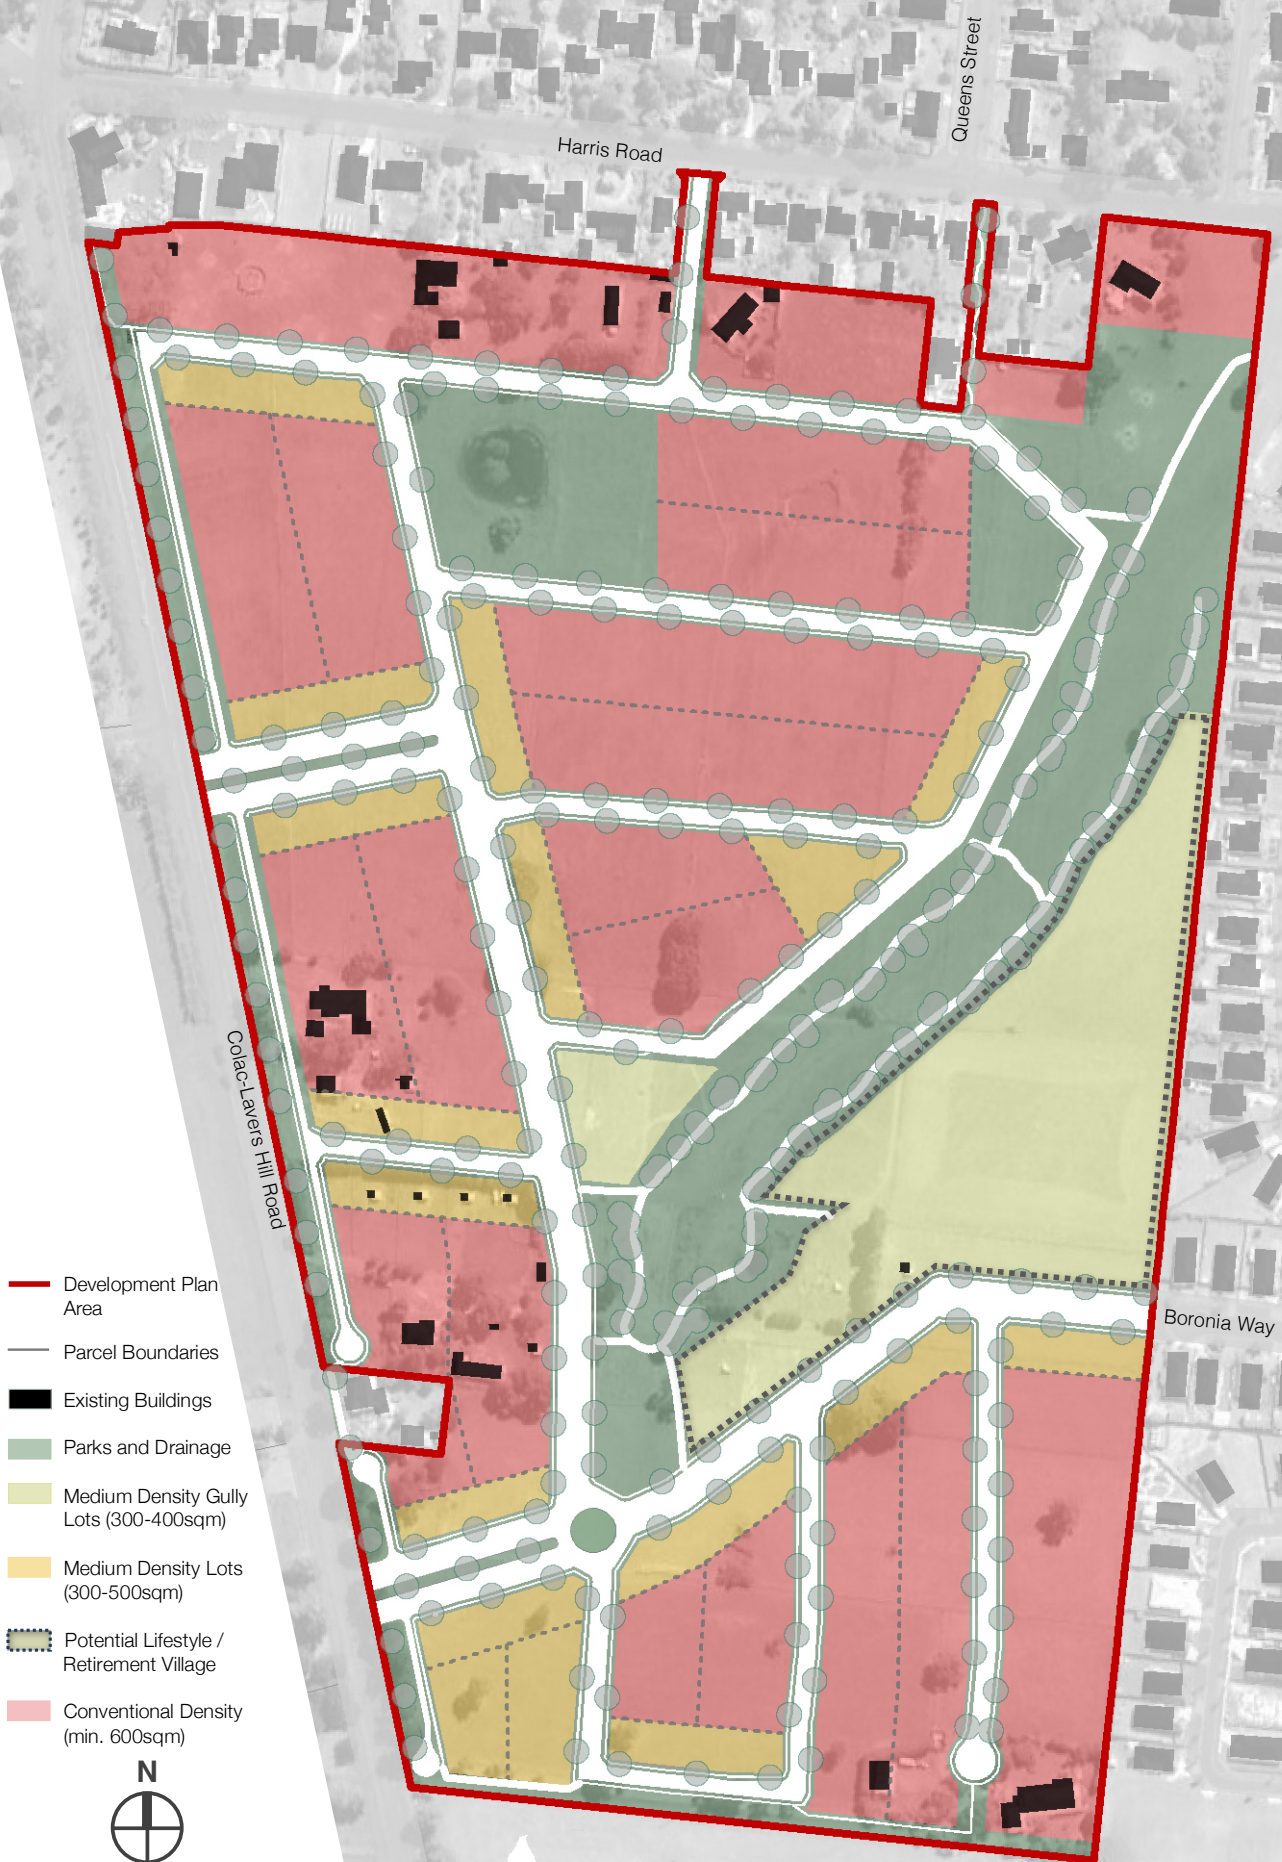 Queens Street
Harris Road
Colac-Lavers Hill Road
Boronia Way
Development Plan
Area
Parcel Boundaries
Existing Buildings
Parks and Drainage
Medium Density Gully
Lots (300-400sqm)
Medium Density Lots
(300-500sqm)
Potential Lifestyle /
Retirement Village
Conventional Density
(min. 600sqm)
N